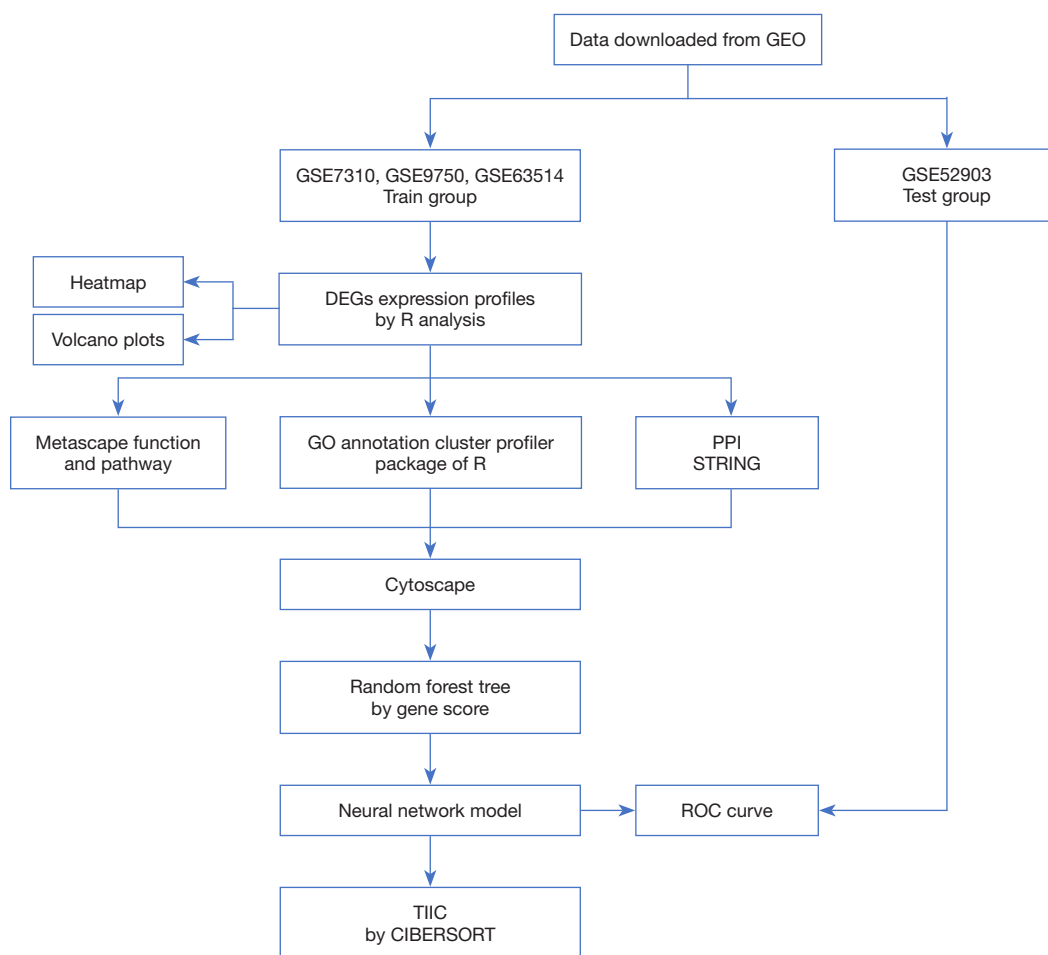 Data downloaded from GEO
GSE7310, GSE9750, GSE63514
Train group
GSE52903
Test group
Heatmap
Volcano plots
DEGs expression profiles
by R analysis
Metascape function
and pathway
GO annotation cluster profiler
package of R
PPI
STRING
Cytoscape
Random forest tree
by gene score
Neural network model
ROC curve
TIIC
by CIBERSORT